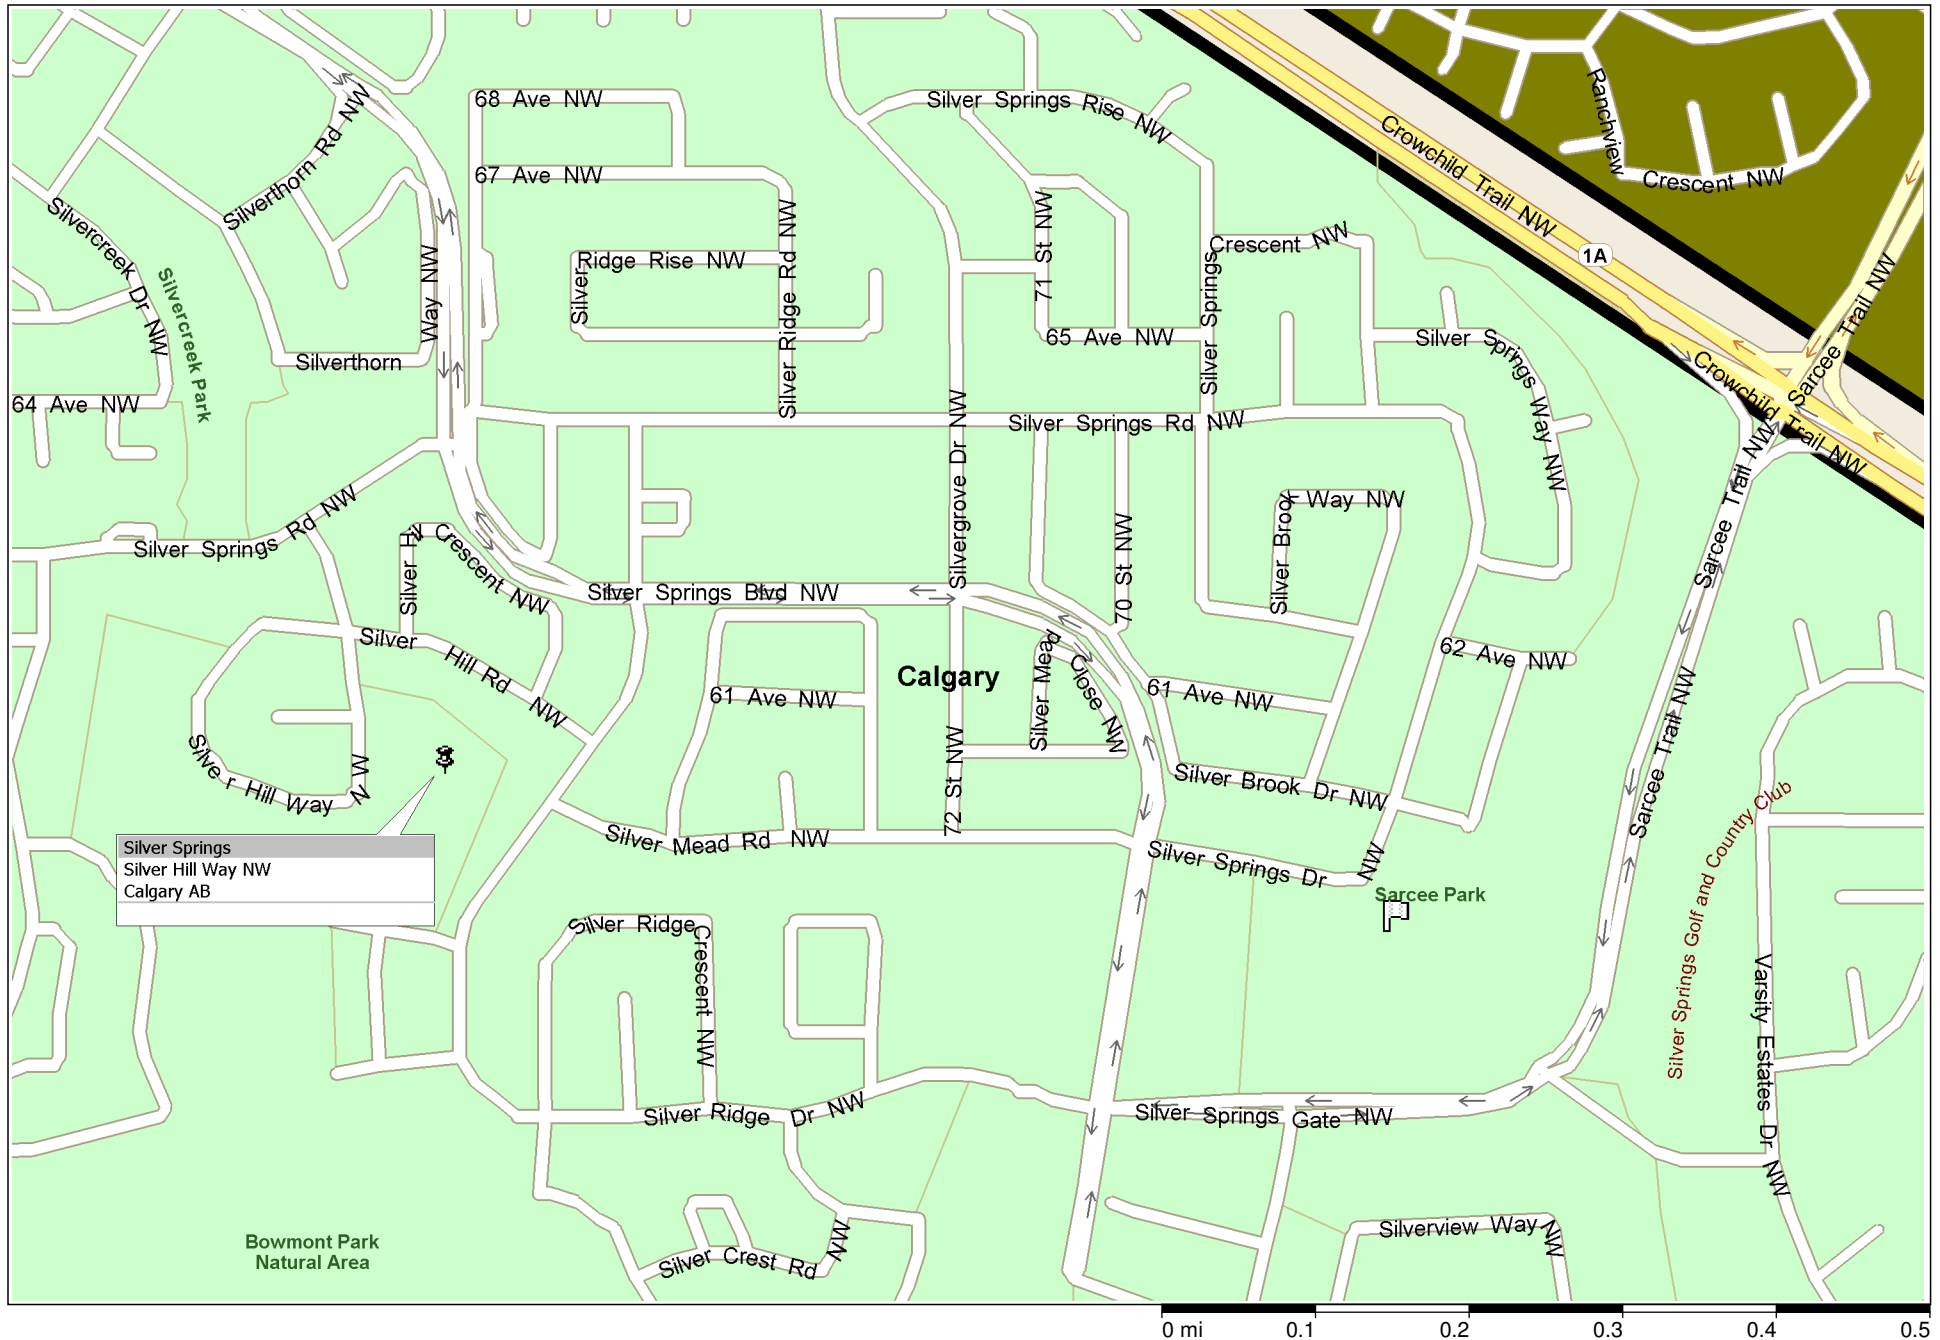 68 Ave NW
67 Ave NW
Silver Springs Rise NW
Crowchild Trail NW
Ranchview
Crescent NW
Silverthorn Rd NW
Silvercreek Dr NW
Silvercreek Park
Way NW
Silverthorn
64 Ave NW
Silver
Ridge Rise NW
Silver Ridge Rd NW
71 St NW
65 Ave NW
Silver Springs
Crescent NW
1A
Silver Springs Way NW
Sarcee Trail NW
Crowchild Trail NW
Sarcee Trail NW
Silver Springs Rd NW
Silvergrove Dr NW
Silver Springs Rd NW
Silver Hil
Crescent NW
Silver Springs Blvd NW
70 St NW
Silver Brook
Way NW
Sarcee Trail NW
62 Ave NW
Silver Hill Rd NW
Silver Hill Way NW
61 Ave NW
Calgary
Silver Mead
Close NW
61 Ave NW
72 St NW
Silver Brook Dr NW
Sarcee Trail NW
Silver Springs
Silver Hill Way NW
Calgary AB
Silver Mead Rd NW
Silver Springs Dr NW
Sarcee Park
Silver Springs Golf and Country Club
Silver Ridge
Crescent NW
Varsity Estates Dr NW
Silver Ridge Dr NW
Silver Springs Gate NW
Bowmont Park
Natural Area
Silver Crest Rd NW
Silverview Way NW
0 mi 0.1 0.2 0.3 0.4 0.5